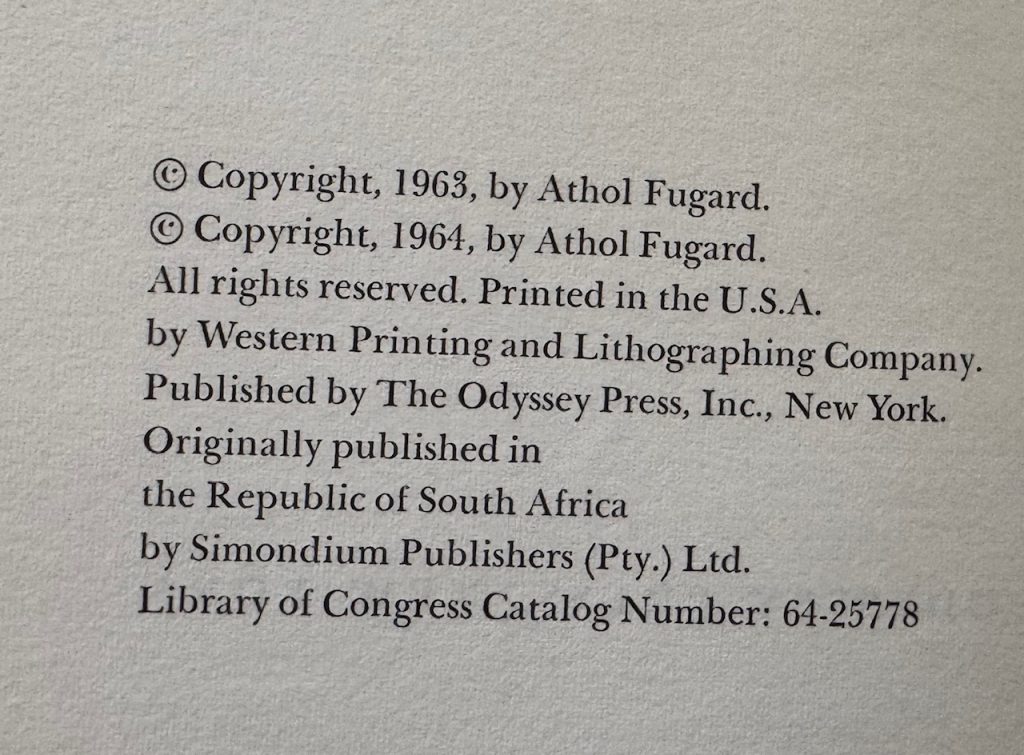 © Copyright, 1963, by Athol Fugard.
© Copyright, 1964, by Athol Fugard.
All rights reserved. Printed in the U.S.A.
by Western Printing and Lithographing Company.
Published by The Odyssey Press, Inc., New York.
Originally published in
the Republic of South Africa
by Simondium Publishers (Pty.) Ltd.
Library of Congress Catalog Number: 64-25778